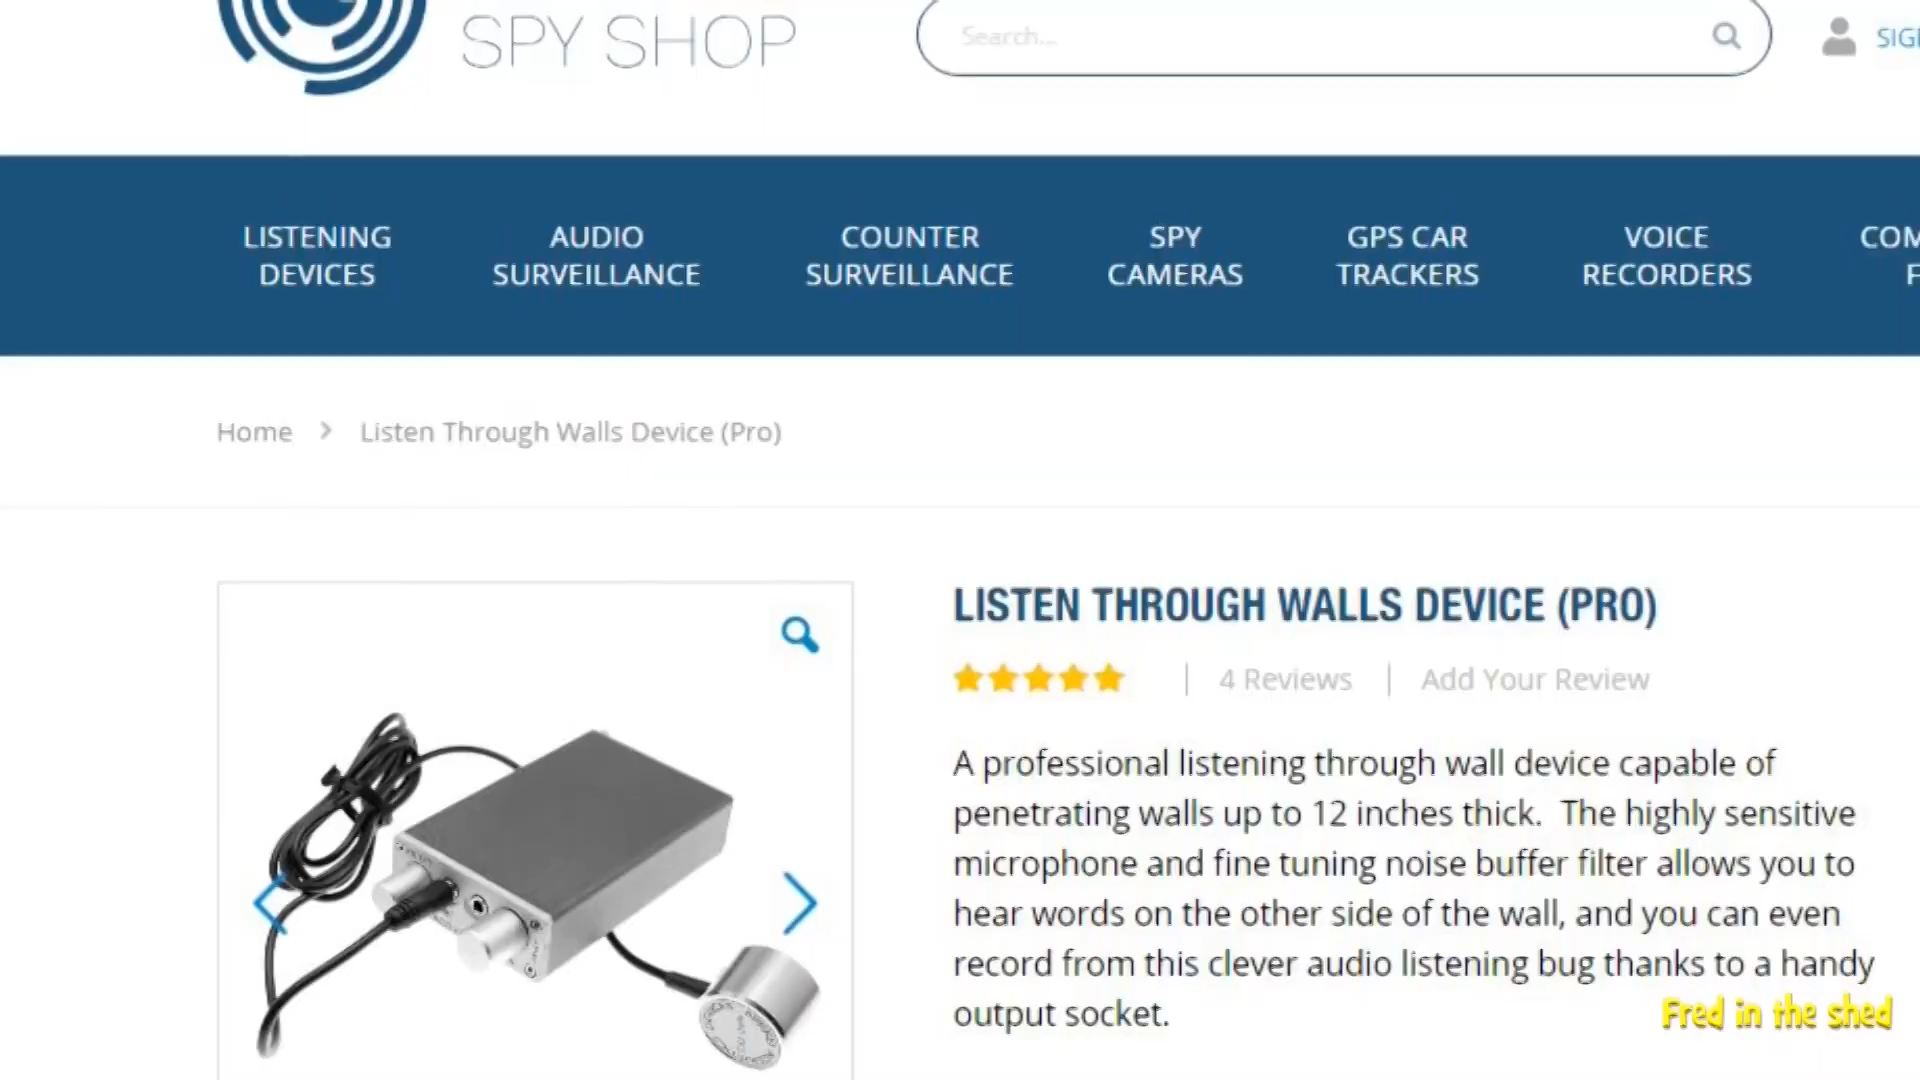 SPY SHOP
Search...
LISTENING
DEVICES
AUDIO
SURVEILLANCE
COUNTER
SURVEILLANCE
SPY
CAMERAS
GPS CAR
TRACKERS
VOICE
RECORDERS
Home > Listen Through Walls Device (Pro)
LISTEN THROUGH WALLS DEVICE (PRO)
4 Reviews | Add Your Review
A professional listening through wall device capable of
penetrating walls up to 12 inches thick. The highly sensitive
microphone and fine tuning noise buffer filter allows you to
hear words on the other side of the wall, and you can even
record from this clever audio listening bug thanks to a handy
output socket.
Fred in the shed